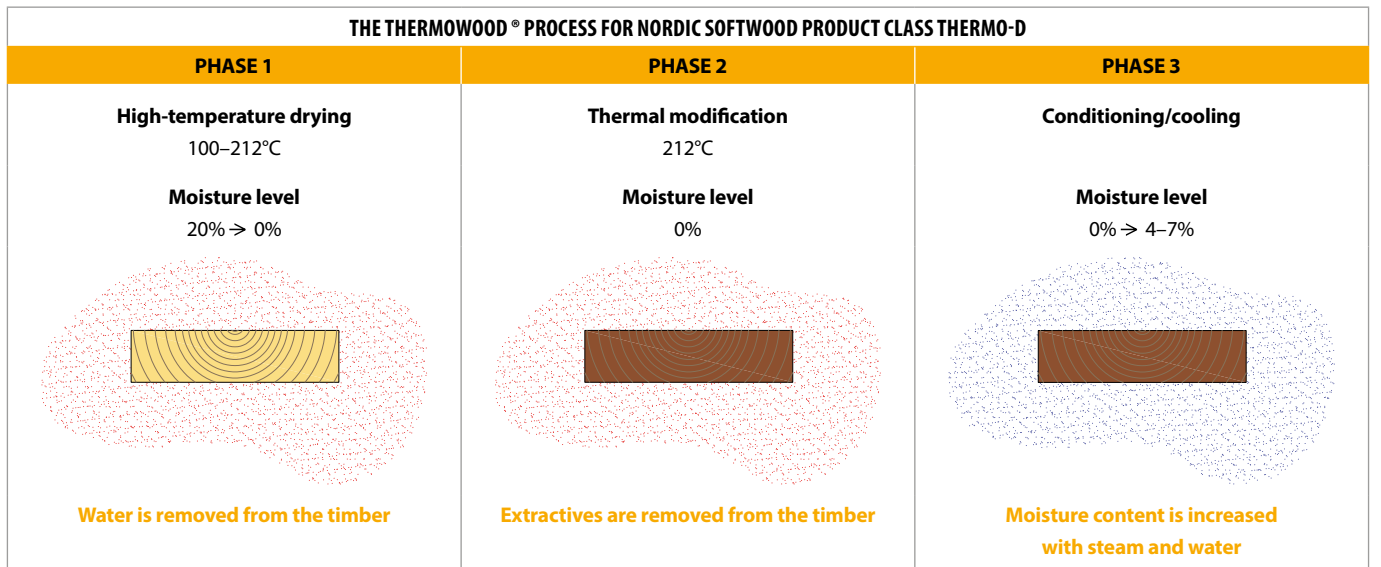 THE THERMOWOOD ® PROCESS FOR NORDIC SOFTWOOD PRODUCT CLASS THERMO-D
PHASE 1
High-temperature drying
100–212°C
Moisture level
20% → 0%
Water is removed from the timber
PHASE 2
Thermal modification
212°C
Moisture level
0%
Extractives are removed from the timber
PHASE 3
Conditioning/cooling
Moisture level
0% → 4–7%
Moisture content is increased
with steam and water